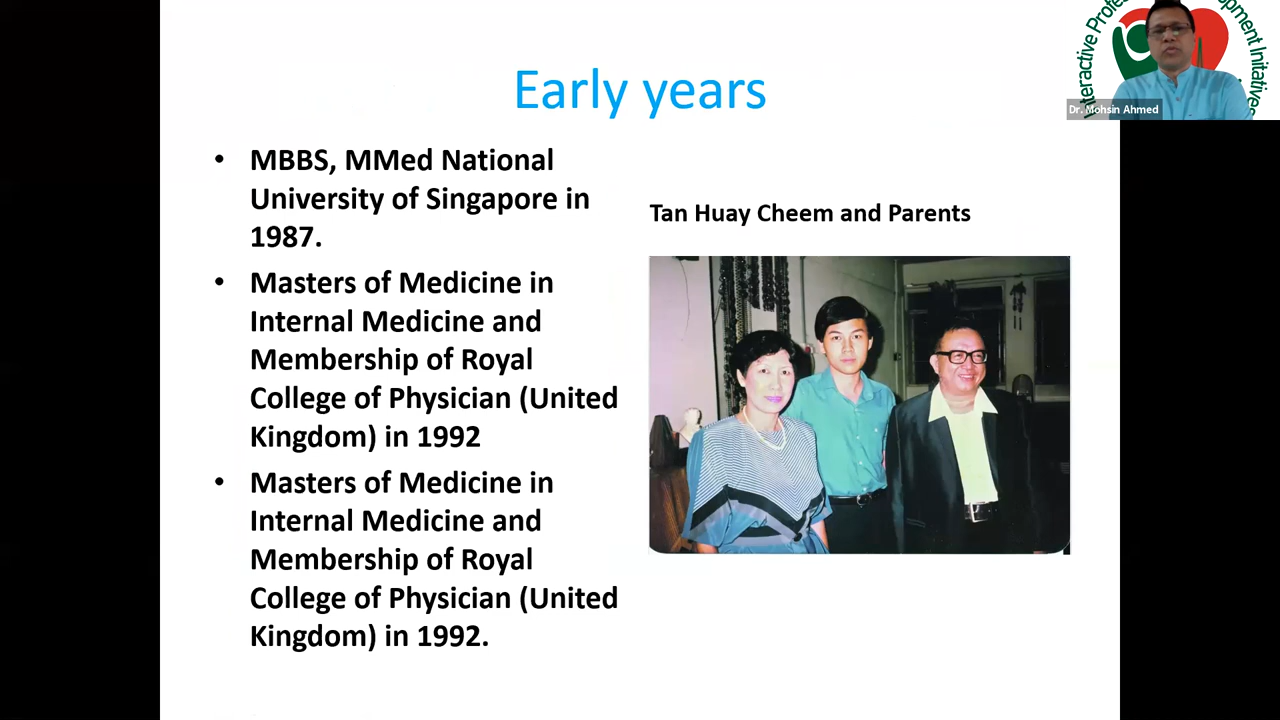 Early years
• MBBS, MMed National
University of Singapore in
1987.
• Masters of Medicine in
Internal Medicine and
Membership of Royal
College of Physician (United
Kingdom) in 1992
• Masters of Medicine in
Internal Medicine and
Membership of Royal
College of Physician (United
Kingdom) in 1992.
Tan Huay Cheem and Parents
Dr. Mohsin Ahmed